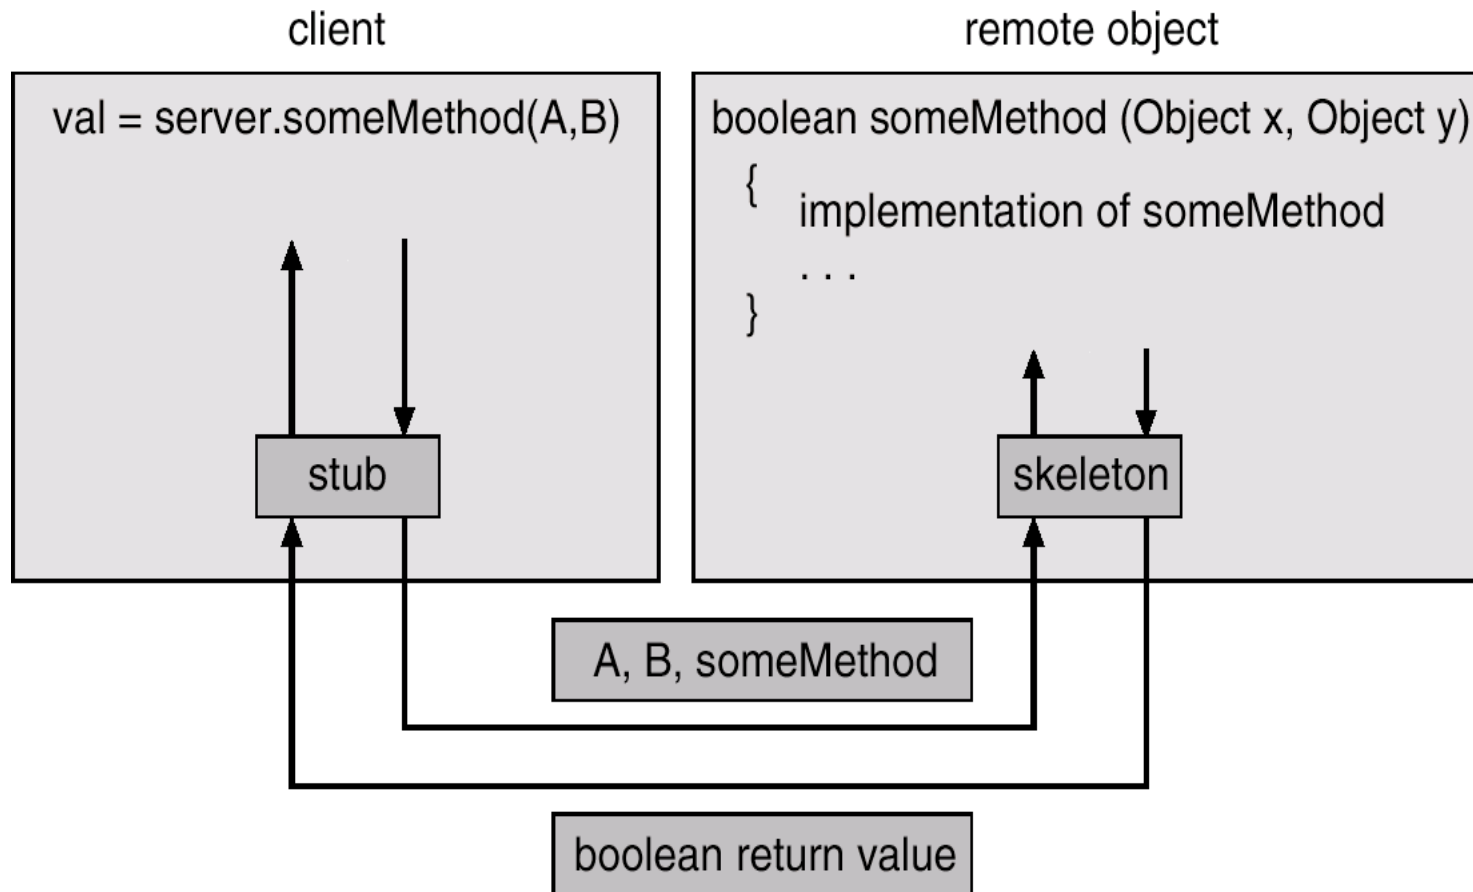 client
remote object
val = server.someMethod(A,B)
boolean someMethod (Object x, Object y)
{
implementation of someMethod
. . .
}
stub
skeleton
A, B, someMethod
boolean return value